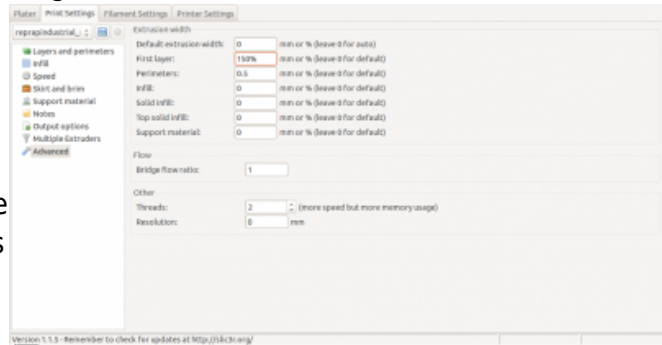 Plater Print Settings Filament Settings Printer Settings
reprapindustrial_
Layers and perimeters
Infill
Speed
Skirt and brim
Support material
Notes
Output options
Multiple Extruders
Advanced
Extrusion width
Default extrusion width: 0 mm or % (leave 0 for auto)
First layer: 150% mm or % (leave 0 for default)
Perimeters: 0.5 mm or % (leave 0 for default)
Infill: 0 mm or % (leave 0 for default)
Solid infill: 0 mm or % (leave 0 for default)
Top solid infill: 0 mm or % (leave 0 for default)
Support material: 0 mm or % (leave 0 for default)
Flow
Bridge flow ratio: 1
Other
Threads: 2 (more speed but more memory usage)
Resolution: 0 mm
Version 1.1.5 - Remember to check for updates at http://slic3r.org/